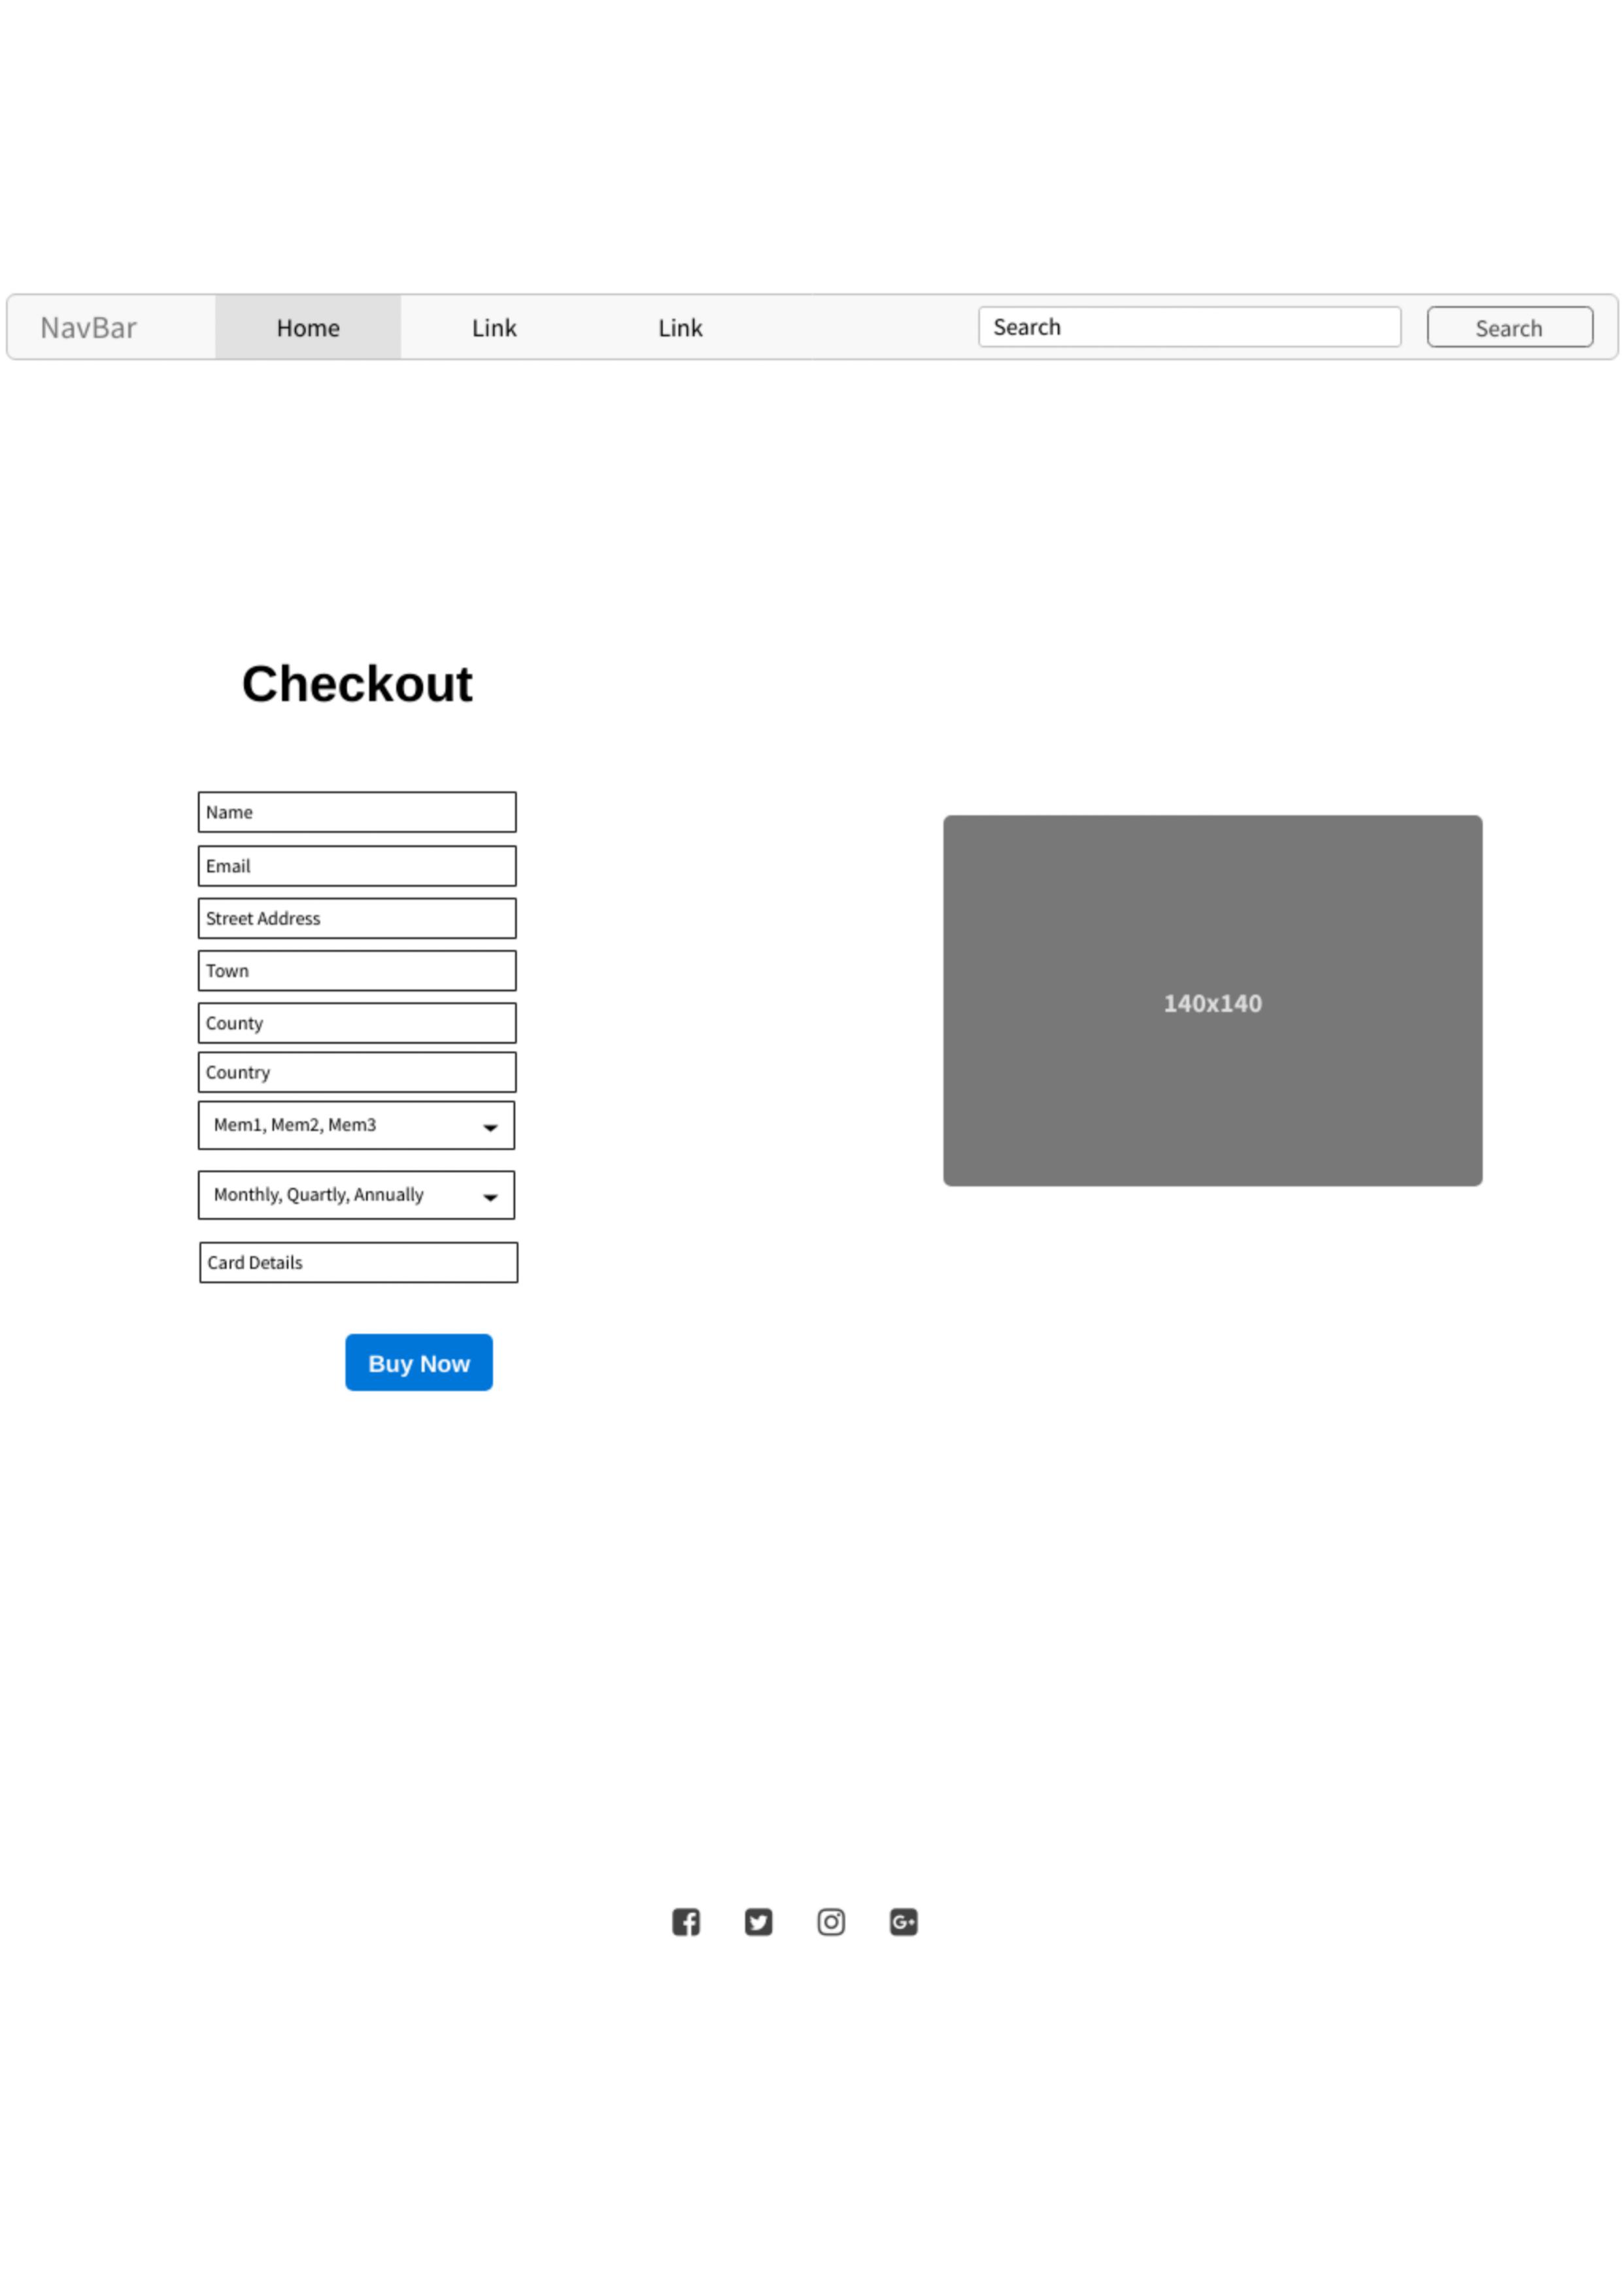 NavBar Home Link Link Search Search
Checkout
Name
Email
Street Address
Town
County
Country
Mem1, Mem2, Mem3
Monthly, Quartly, Annually
Card Details
Buy Now
140x140